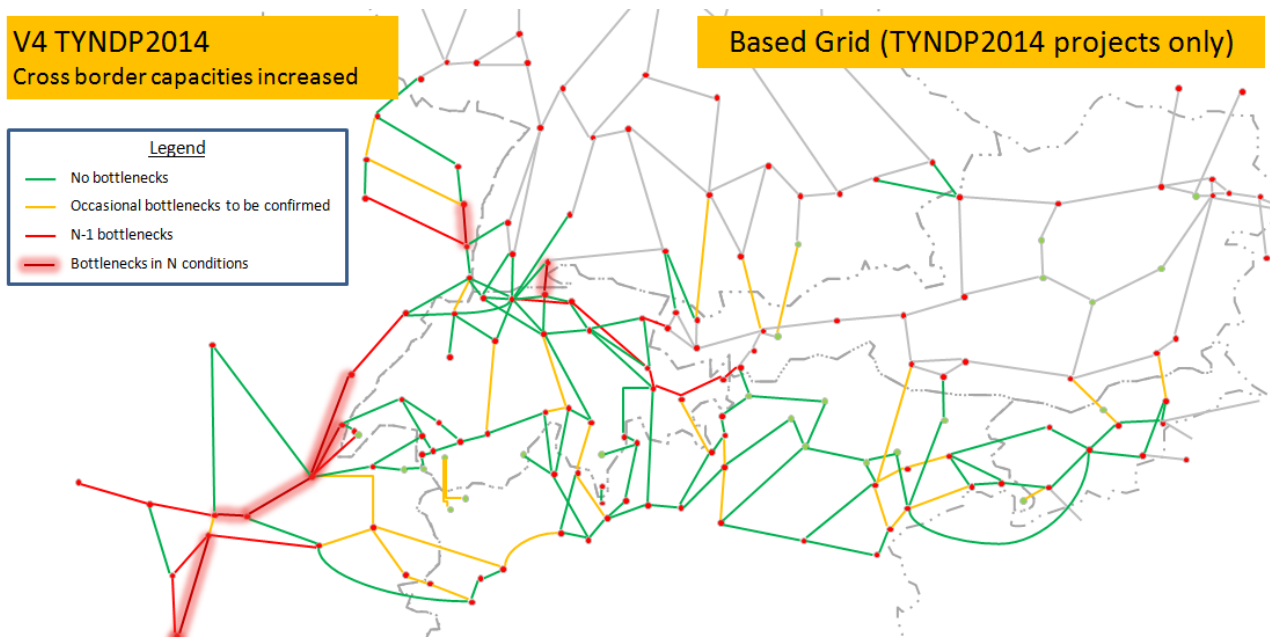 V4 TYNDP2014
Cross border capacities increased
Based Grid (TYNDP2014 projects only)
Legend
No bottlenecks
Occasional bottlenecks to be confirmed
N-1 bottlenecks
Bottlenecks in N conditions